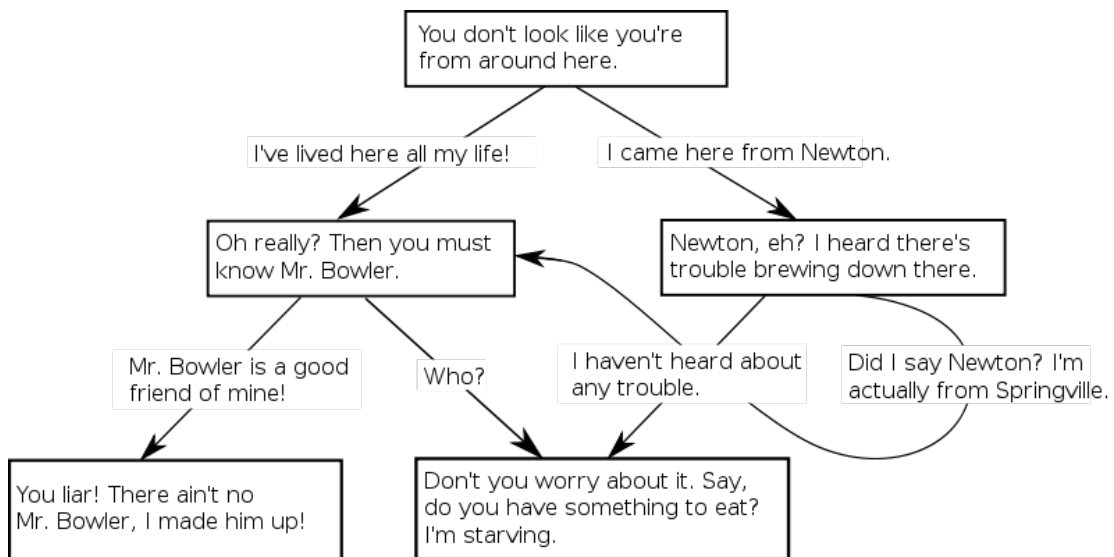 You don't look like you're
from around here.
I've lived here all my life!
I came here from Newton.
Oh really? Then you must
know Mr. Bowler.
Newton, eh? I heard there's
trouble brewing down there.
Mr. Bowler is a good
friend of mine!
Who?
I haven't heard about
any trouble.
Did I say Newton? I'm
actually from Springville.
You liar! There ain't no
Mr. Bowler, I made him up!
Don't you worry about it. Say,
do you have something to eat?
I'm starving.